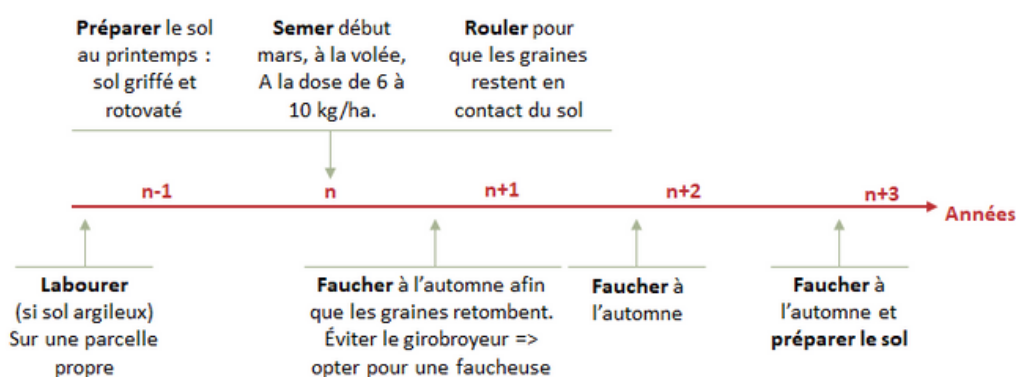 Préparer le sol
au printemps :
sol griffé et
rotovaté
Semer début
mars, à la volée,
A la dose de 6 à
10 kg/ha.
Rouler pour
que les graines
restent en
contact du sol
n-1
n
n+1
n+2
n+3
Années
Labourer
(si sol argileux)
Sur une parcelle
propre
Faucher à l'automne afin
que les graines retombent.
Éviter le girobroyeur =>
opter pour une faucheuse
Faucher à
l'automne
Faucher à
l'automne et
préparer le sol